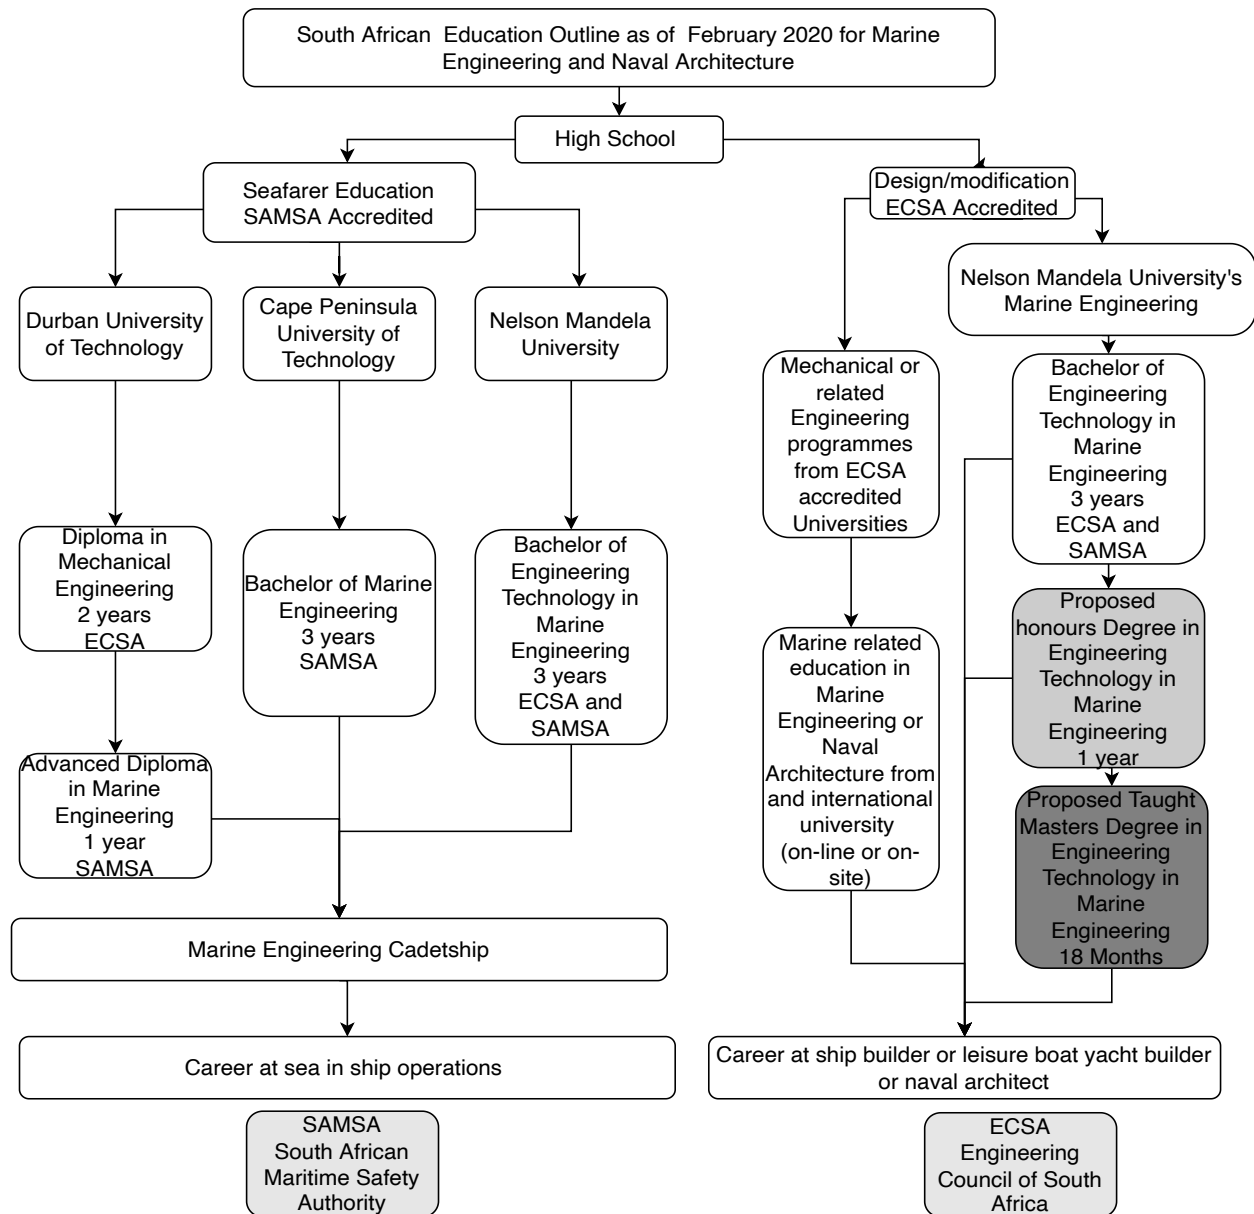 South African Education Outline as of February 2020 for Marine
Engineering and Naval Architecture
High School
Seafarer Education
SAMSA Accredited
Design/modification
ECSA Accredited
Durban University
of Technology
Cape Peninsula
University of
Technology
Nelson Mandela
University
Nelson Mandela University's
Marine Engineering
Mechanical or
related
Engineering
programmes
from ECSA
accredited
Universities
Bachelor of
Engineering
Technology in
Marine
Engineering
3 years
ECSA and
SAMSA
Diploma in
Mechanical
Engineering
2 years
ECSA
Bachelor of Marine
Engineering
3 years
SAMSA
Bachelor of
Engineering
Technology in
Marine
Engineering
3 years
ECSA and
SAMSA
Marine related
education in
Marine
Engineering or
Naval
Architecture from
and international
university
(on-line or on-
site)
Proposed
honours Degree in
Engineering
Technology in
Marine
Engineering
1 year
Advanced Diploma
in Marine
Engineering
1 year
SAMSA
Proposed Taught
Masters Degree in
Engineering
Technology in
Marine
Engineering
18 Months
Marine Engineering Cadetship
Career at sea in ship operations
Career at ship builder or leisure boat yacht builder
or naval architect
SAMSA
South African
Maritime Safety
Authority
ECSA
Engineering
Council of South
Africa